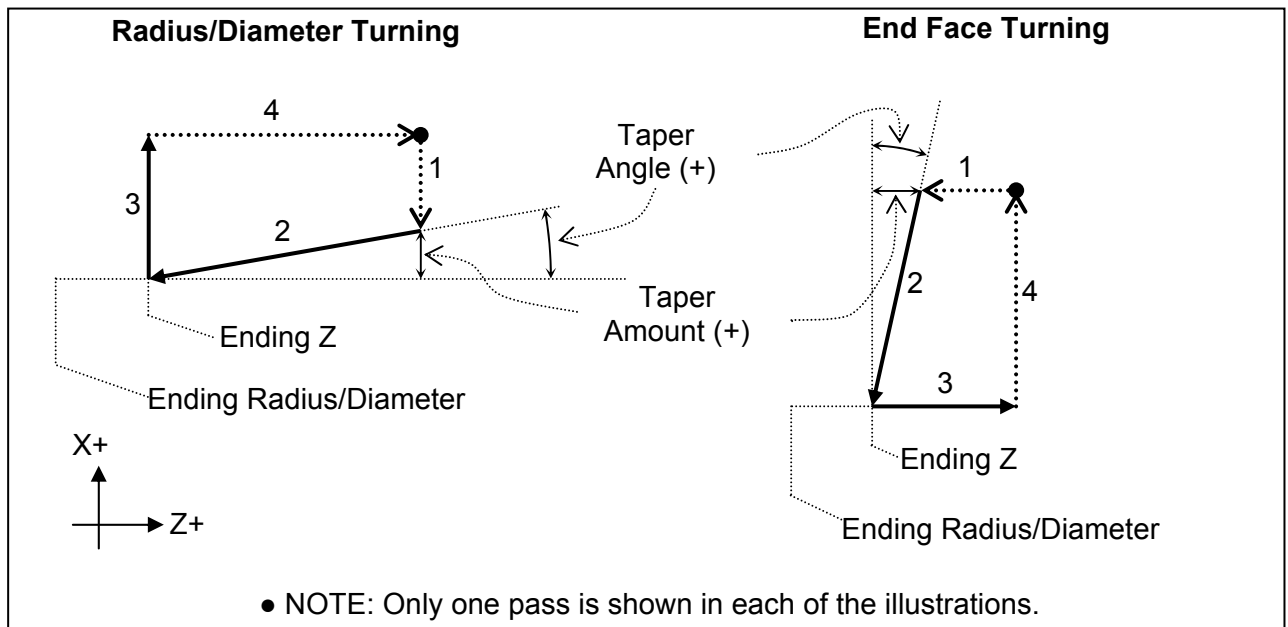 Radius/Diameter Turning
End Face Turning
4
1
3
2
Taper
Angle (+)
Taper
Amount (+)
Ending Z
Ending Radius/Diameter
X+
Z+
1
2
4
3
Ending Z
Ending Radius/Diameter
● NOTE: Only one pass is shown in each of the illustrations.